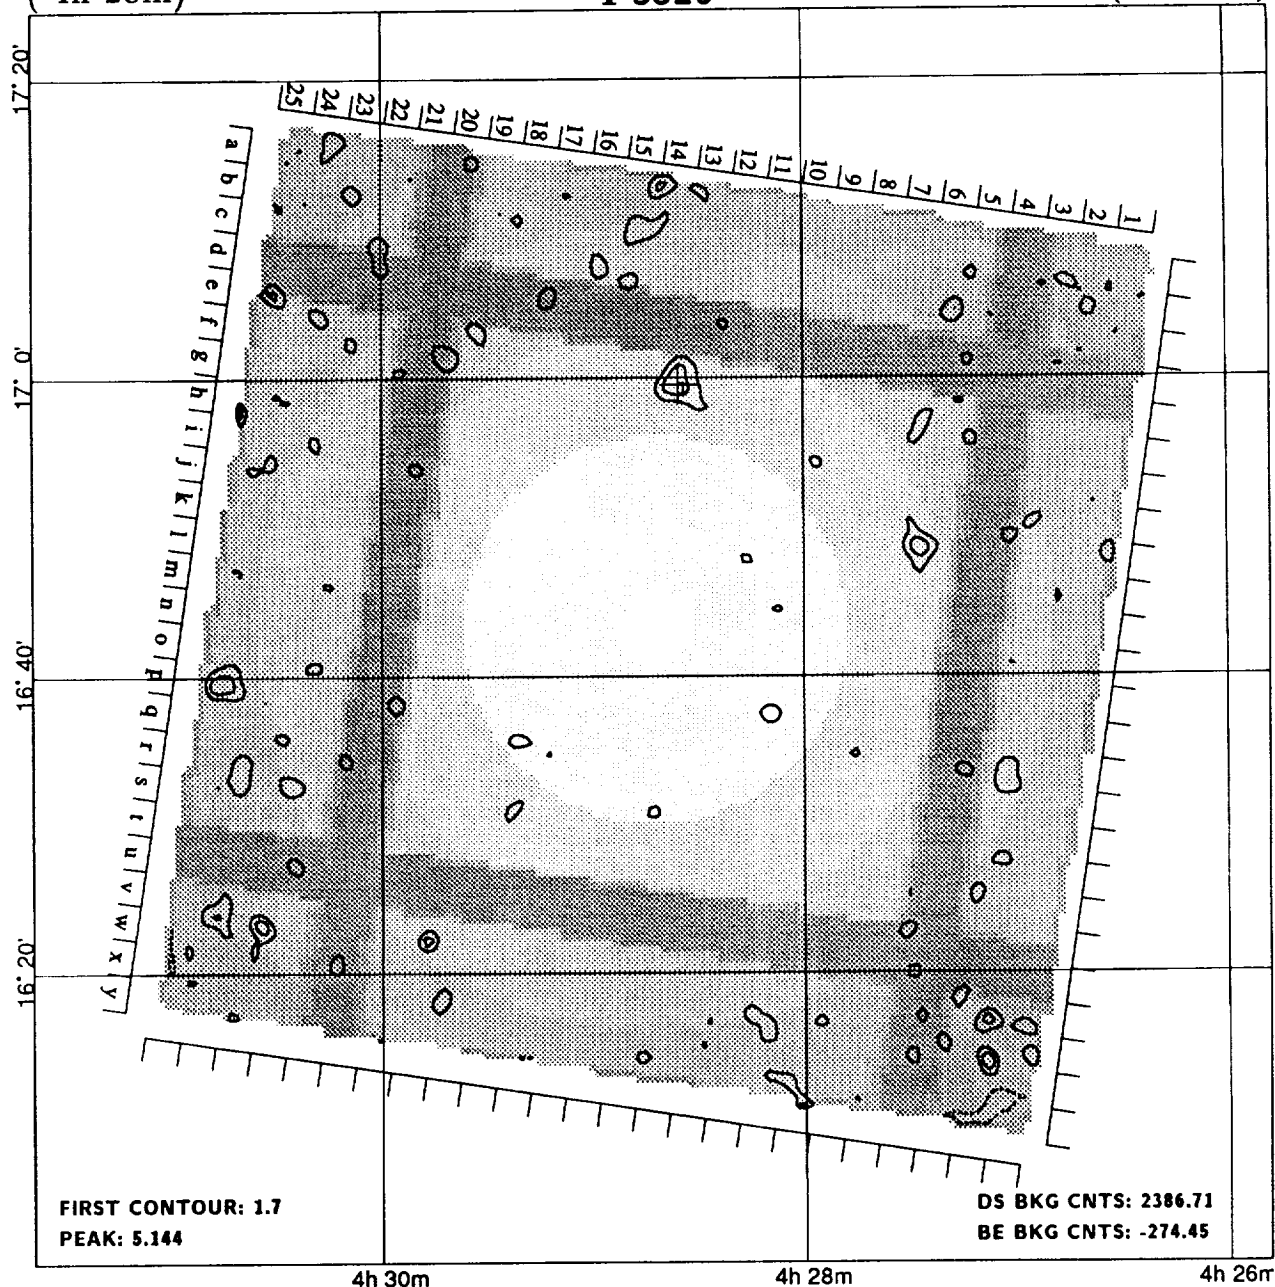 17° 20'
25 24 23 22 21 20 19 18 17 16 15 14 13 12 11 10 9 8 7 6 5 4 3 2 1
a b c d e f g h i j k l m n o p q r s t u v w x y
17° 0'
16° 40'
16° 20'
FIRST CONTOUR: 1.7
PEAK: 5.144
DS BKG CNTS: 2386.71
BE BKG CNTS: -274.45
4h 30m
4h 28m
4h 26m